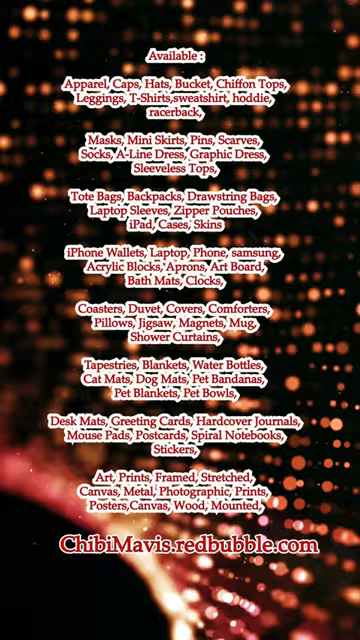 Available :
Apparel, Caps, Hats, Bucket, Chiffon Tops,
Leggings, T-Shirts,sweatshirt, hoddie,
racerback,
Masks, Mini Skirts, Pins, Scarves,
Socks, A-Line Dress, Graphic Dress,
Sleeveless Tops,
Tote Bags, Backpacks, Drawstring Bags,
Laptop Sleeves, Zipper Pouches,
iPad, Cases, Skins
iPhone Wallets, Laptop, Phone, samsung,
Acrylic Blocks, Aprons, Art Board,
Bath Mats, Clocks,
Coasters, Duvet, Covers, Comforters,
Pillows, Jigsaw, Magnets, Mug,
Shower Curtains,
Tapestries, Blankets, Water Bottles,
Cat Mats, Dog Mats, Pet Bandanas,
Pet Blankets, Pet Bowls,
Desk Mats, Greeting Cards, Hardcover Journals,
Mouse Pads, Postcards, Spiral Notebooks,
Stickers,
Art, Prints, Framed, Stretched,
Canvas, Metal, Photographic, Prints,
Posters,Canvas, Wood, Mounted,
ChibiMavis.redbubble.com